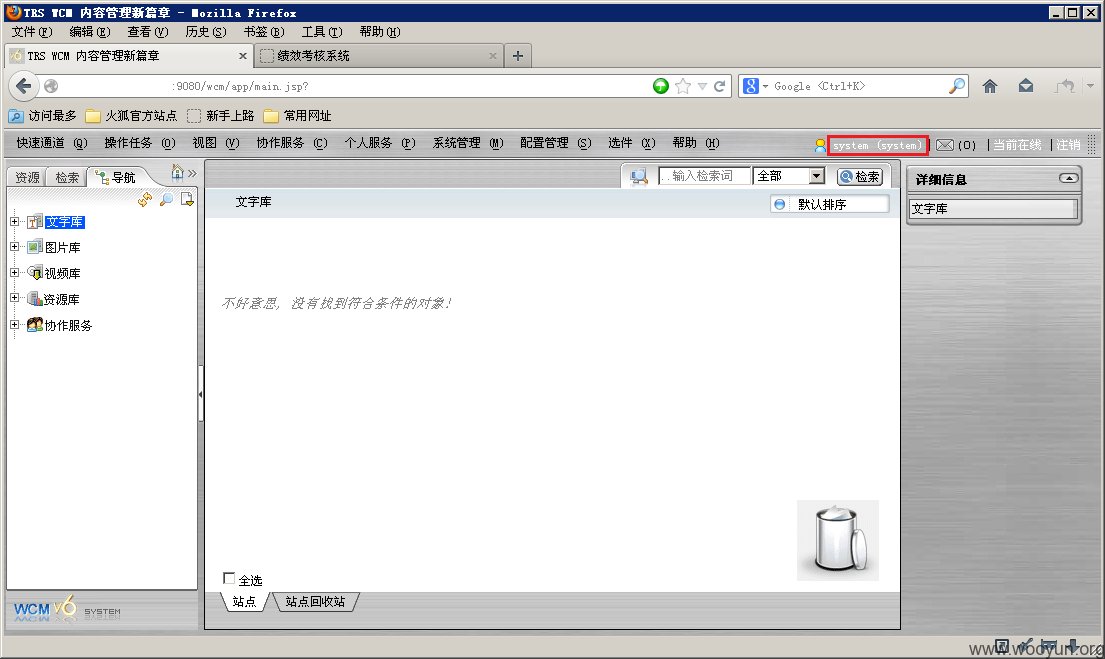 TRS WCM 内容管理新篇章 - Mozilla Firefox
文件(F) 编辑(E) 查看(V) 历史(S) 书签(B) 工具(T) 帮助(H)
TRS WCM 内容管理新篇章 绩效考核系统
:9080/wcm/app/main.jsp? Google <Ctrl+K>
访问最多 火狐官方站点 新手上路 常用网址
快速通道 (Q) 操作任务 (O) 视图 (V) 协作服务 (C) 个人服务 (P) 系统管理 (M) 配置管理 (S) 选件 (X) 帮助 (H) system (system) (0) |当前在线 |注销
资源 检索 导航
..输入检索词 全部 检索
详细信息
文字库
默认排序
文字库
文字库
图片库
视频库
资源库
协作服务
不好意思, 没有找到符合条件的对象!
全选
站点 站点回收站
WCM V6 SYSTEM
www.wooyun.org